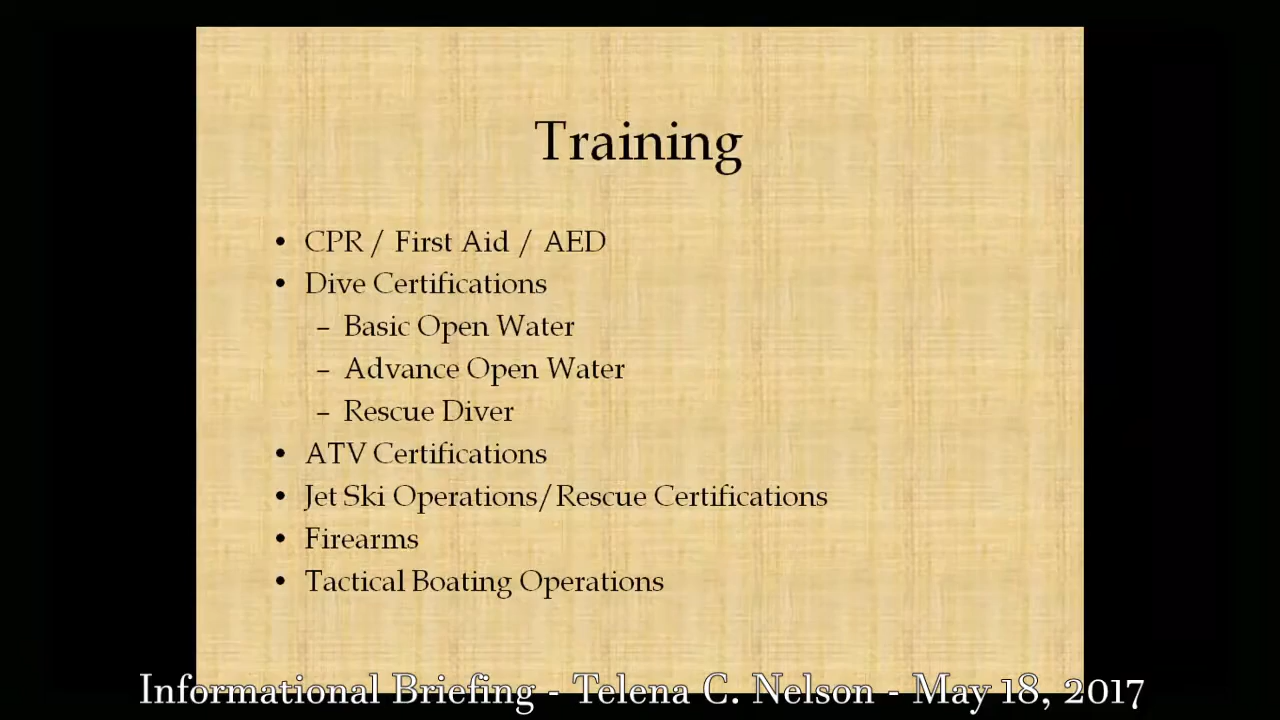 Training
• CPR / First Aid / AED
• Dive Certifications
– Basic Open Water
– Advance Open Water
– Rescue Diver
• ATV Certifications
• Jet Ski Operations/Rescue Certifications
• Firearms
• Tactical Boating Operations
Informational Briefing - Telena C. Nelson - May 18, 2017